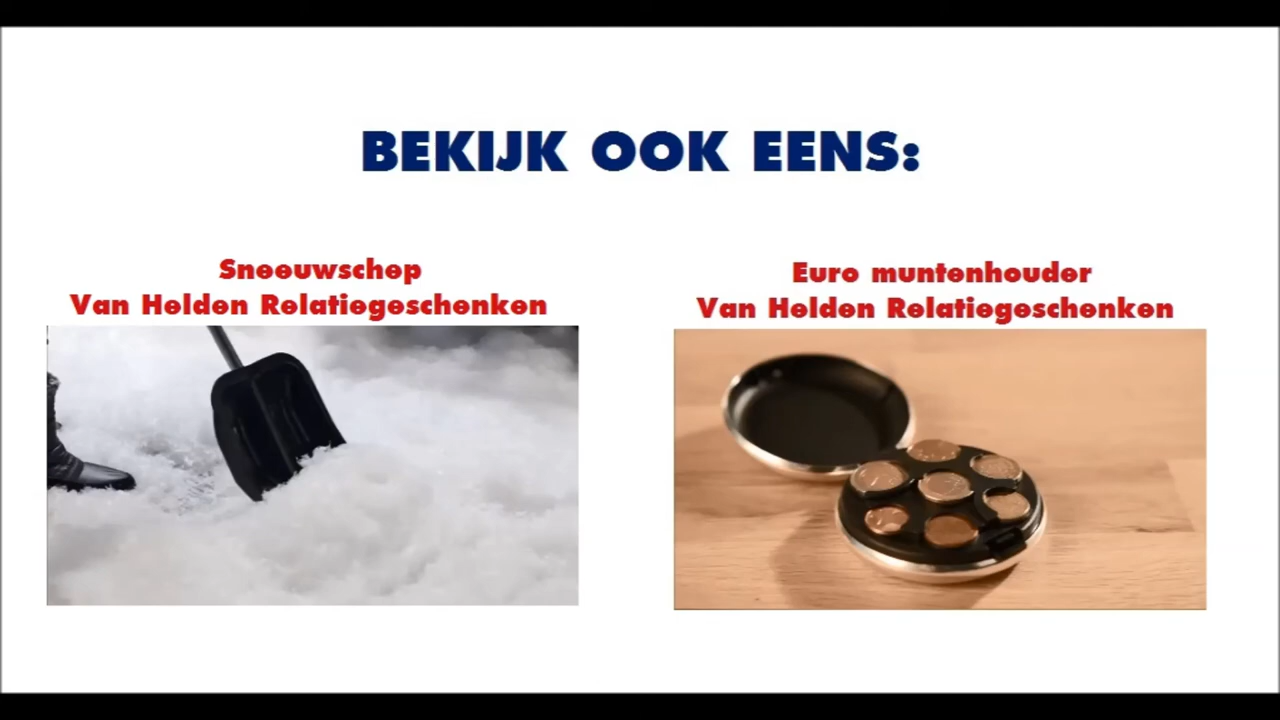 BEKIJK OOK EENS:
Sneeuwschep
Van Helden Relatiegeschenken
Euro muntenhouder
Van Helden Relatiegeschenken